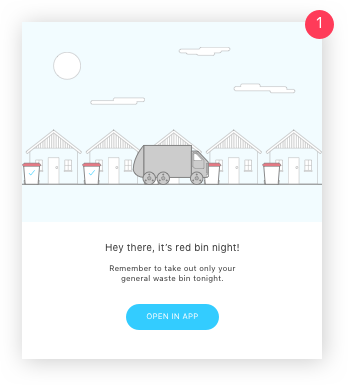 1
Hey there, it's red bin night!
Remember to take out only your
general waste bin tonight.
OPEN IN APP